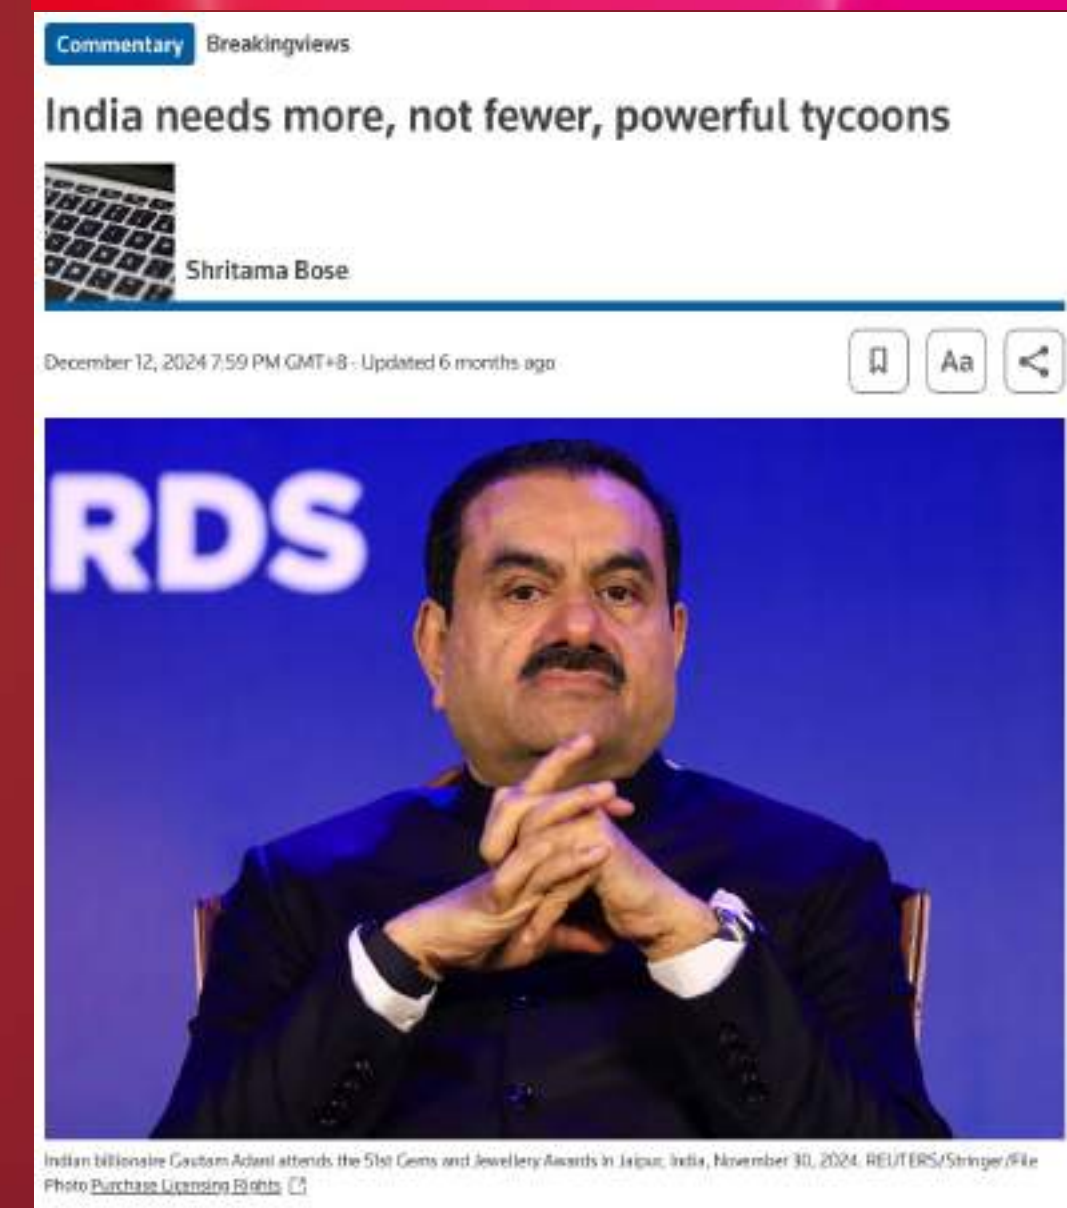 Commentary Breakingviews
India needs more, not fewer, powerful tycoons
Shritama Bose
December 12, 2024 7:59 PM GMT+8 - Updated 6 months ago
Aa
RDS
Indian billionaire Gautam Adani attends the 51st Gems and Jewellery Awards in Jaipur, India, November 30, 2024. REUTERS/Stringer/File
Photo Purchase Licensing Rights